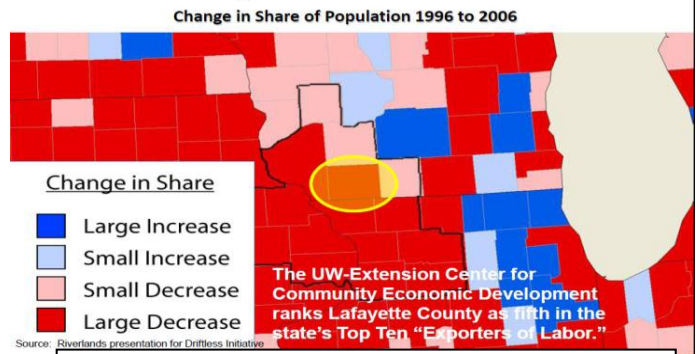 Change in Share of Population 1996 to 2006
Change in Share
Large Increase
Small Increase
Small Decrease
Large Decrease
The UW-Extension Center for
Community Economic Development
ranks Lafayette County as fifth in the
state's Top Ten “Exporters of Labor.”
Source: Riverlands presentation for Driftless Initiative